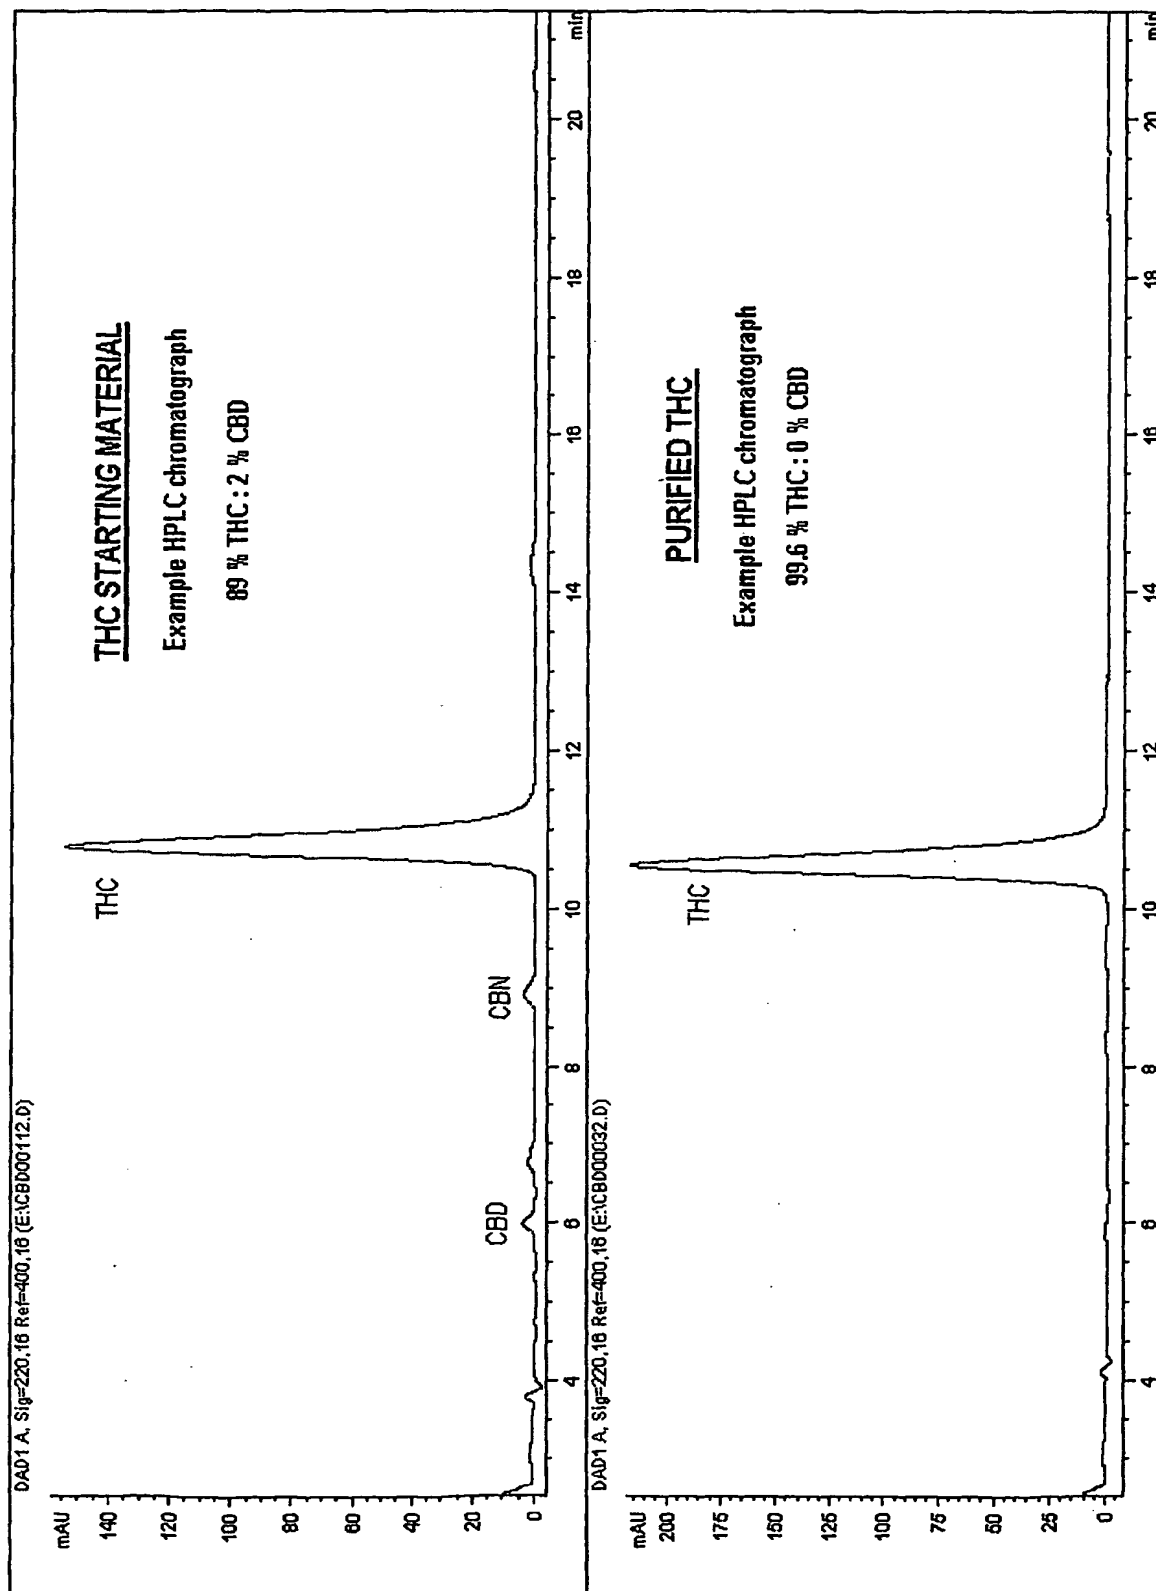 DAD1 A, Sig=220,16 Ref=400,16 (E:\CBD00112.D)
mAU
140
120
100
80
60
40
20
0
THC STARTING MATERIAL
Example HPLC chromatograph
89 % THC : 2 % CBD
CBD
CBN
THC
4
6
8
10
12
14
16
18
20
min
DAD1 A, Sig=220,16 Ref=400,16 (E:\CBD00032.D)
mAU
200
175
150
125
100
75
50
25
0
PURIFIED THC
Example HPLC chromatograph
99.6 % THC : 0 % CBD
THC
4
6
8
10
12
14
16
18
20
min